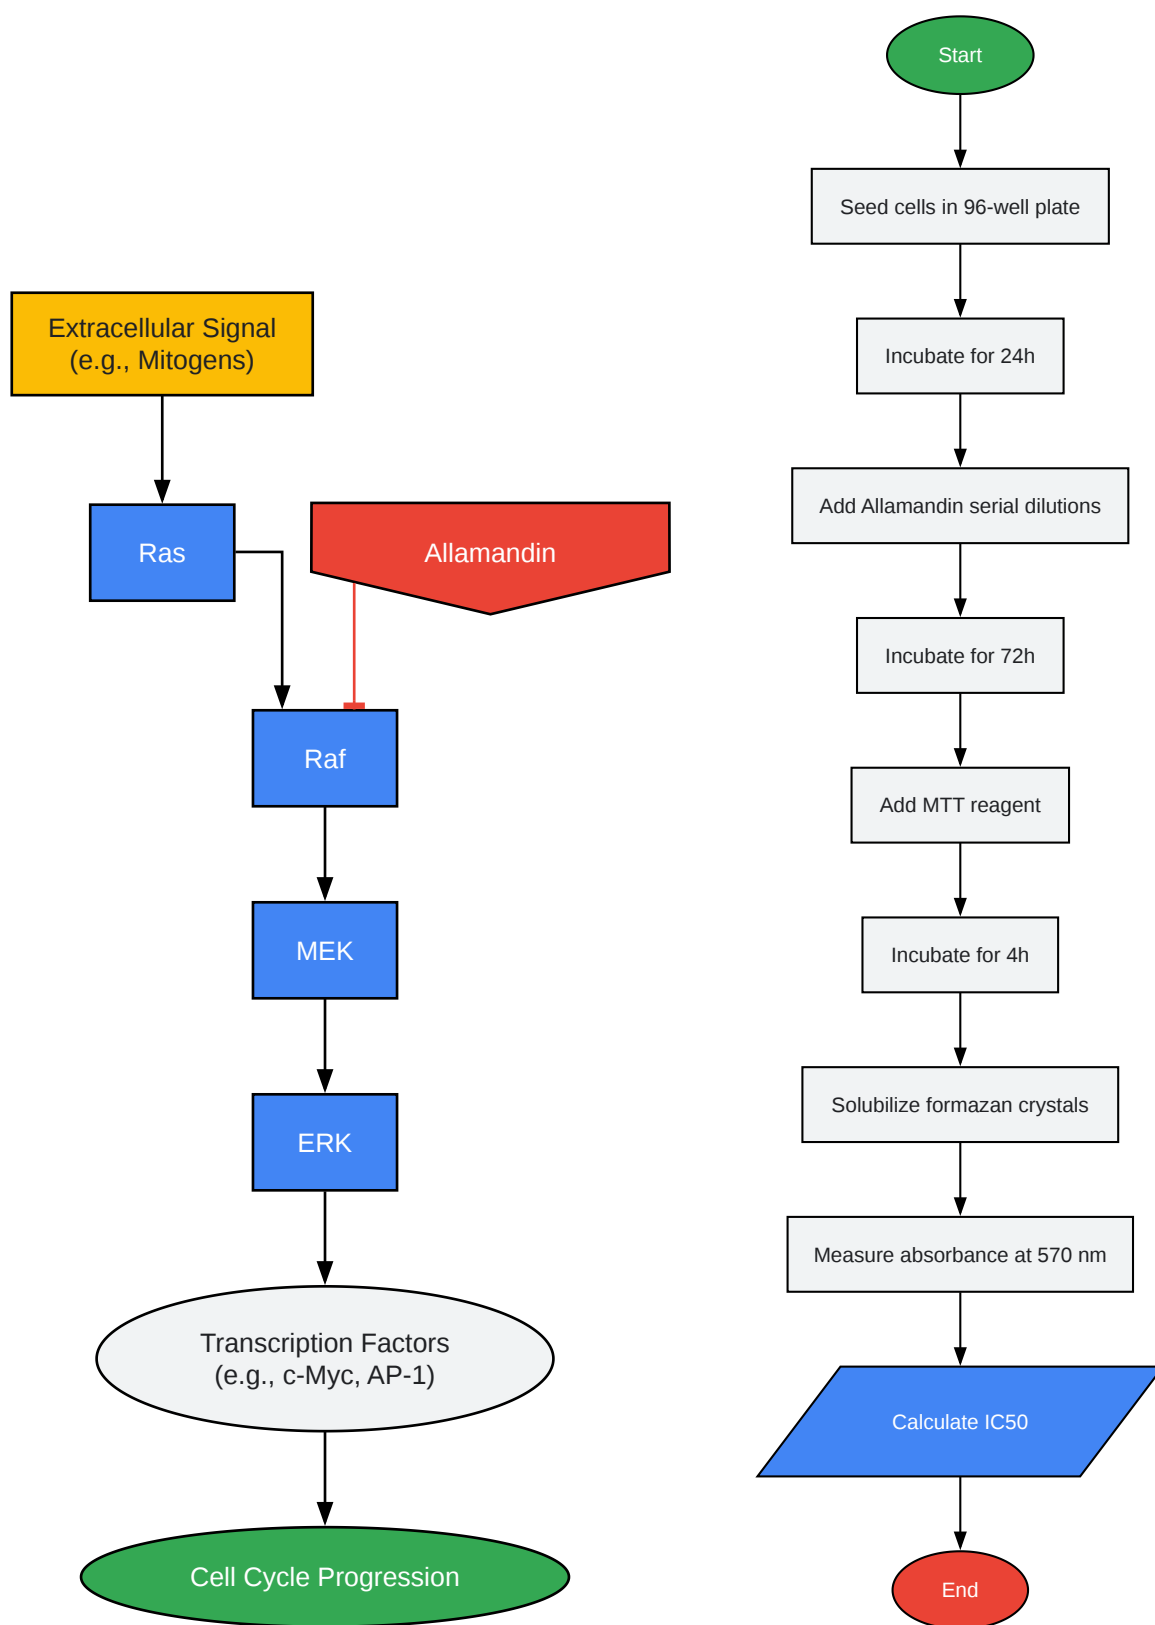 Extracellular Signal
(e.g., Mitogens)
Ras
Allamandin
Raf
MEK
ERK
Transcription Factors
(e.g., c-Myc, AP-1)
Cell Cycle Progression
Start
Seed cells in 96-well plate
Incubate for 24h
Add Allamandin serial dilutions
Incubate for 72h
Add MTT reagent
Incubate for 4h
Solubilize formazan crystals
Measure absorbance at 570 nm
Calculate IC50
End